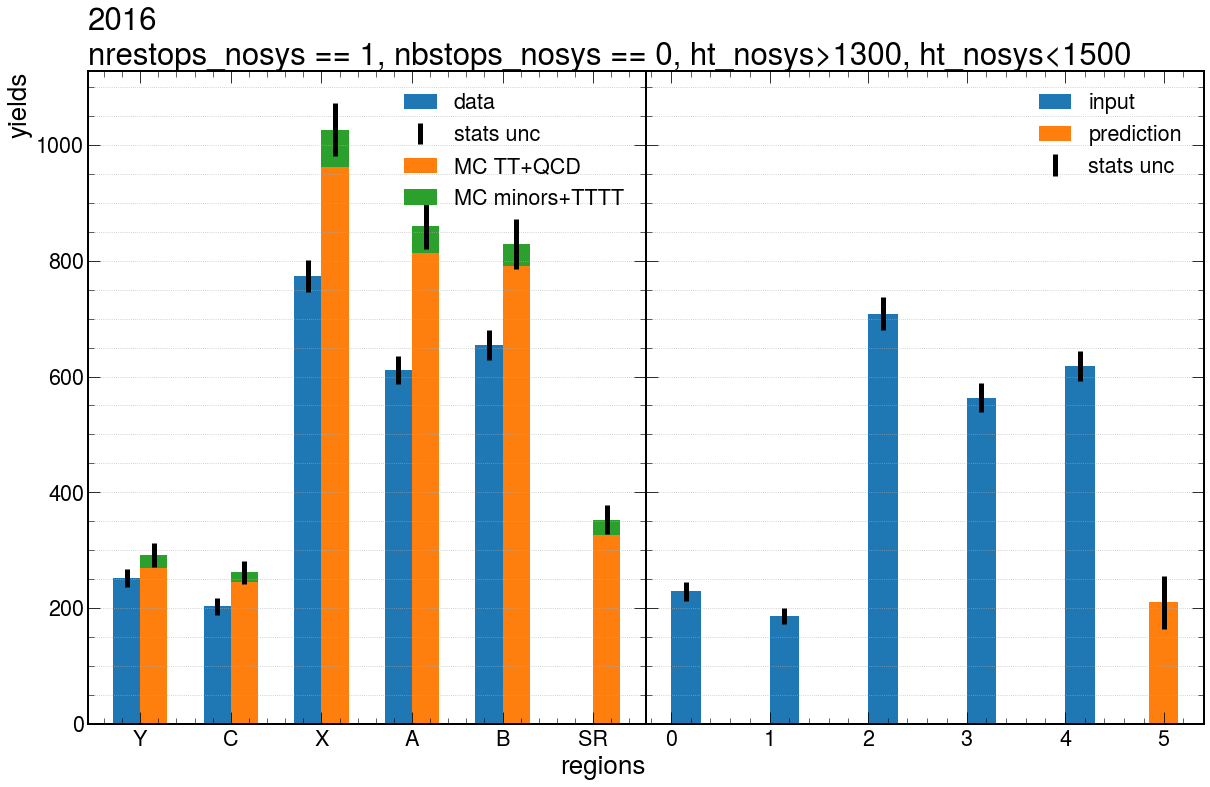 2016
nrestops_nosys == 1, nbstops_nosys == 0, ht_nosys>1300, ht_nosys<1500
yields
1000
800
600
400
200
0
data
stats unc
MC TT+QCD
MC minors+TTTT
input
prediction
stats unc
Y C X A B SR
0 1 2 3 4 5
regions